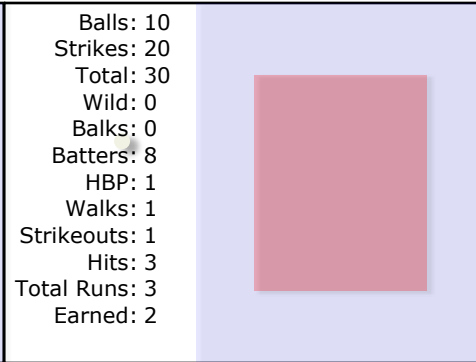 Balls: 10
Strikes: 20
Total: 30
Wild: 0
Balks: 0
Batters: 8
HBP: 1
Walks: 1
Strikeouts: 1
Hits: 3
Total Runs: 3
Earned: 2